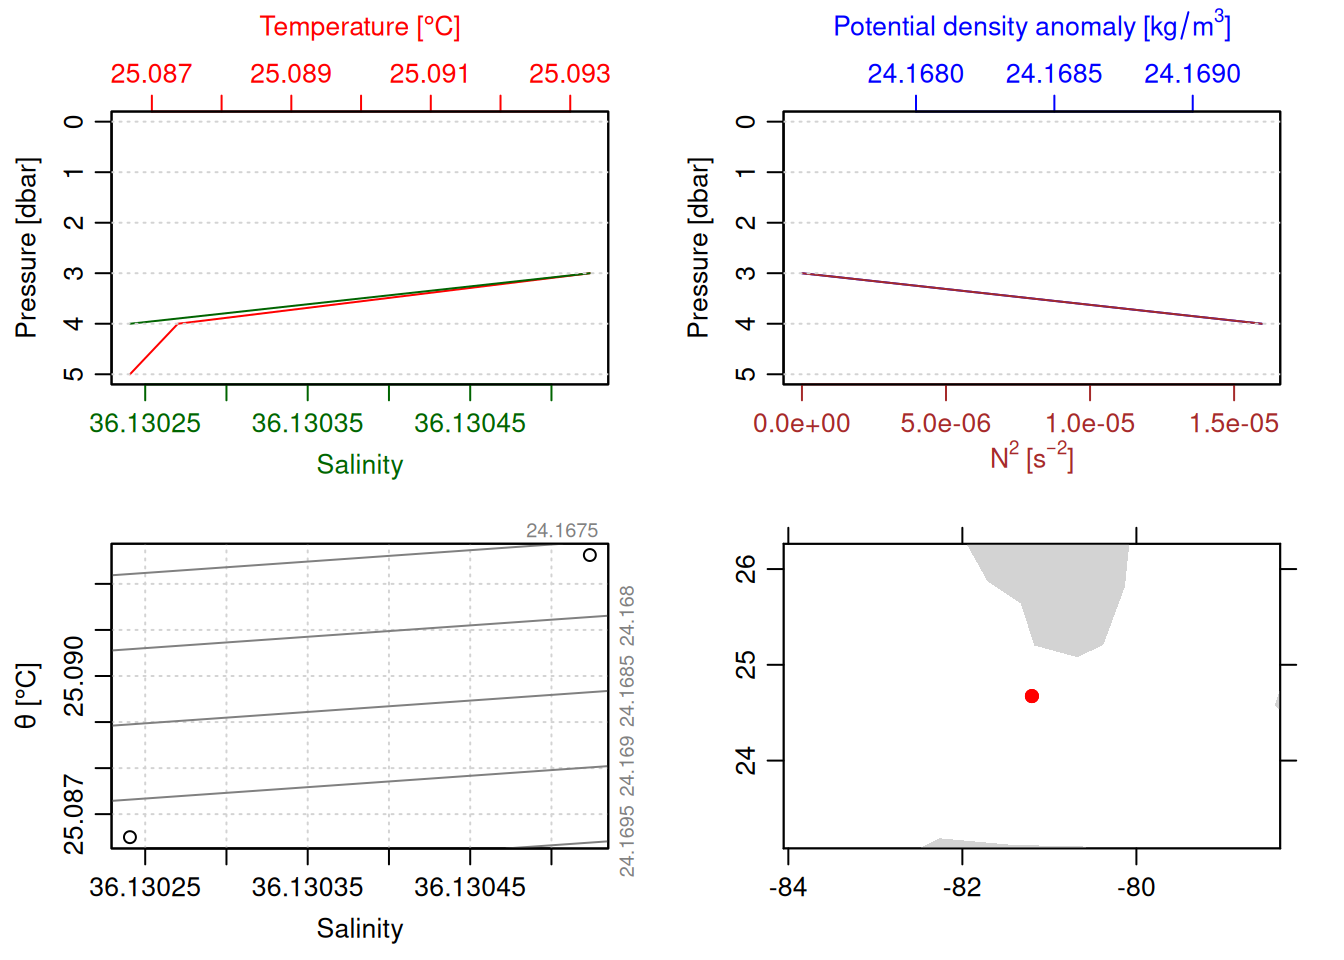 Temperature [°C]
25.087 25.089 25.091 25.093
0
1
2
3
4
5
Pressure [dbar]
36.13025 36.13035 36.13045
Salinity
Potential density anomaly [kg/m³]
24.1680 24.1685 24.1690
0
1
2
3
4
5
Pressure [dbar]
0.0e+00 5.0e-06 1.0e-05 1.5e-05
N² [s⁻²]
24.1675
24.168
24.1685
24.169
24.1695
25.090
25.087
θ [°C]
36.13025 36.13035 36.13045
Salinity
26
25
24
-84 -82 -80